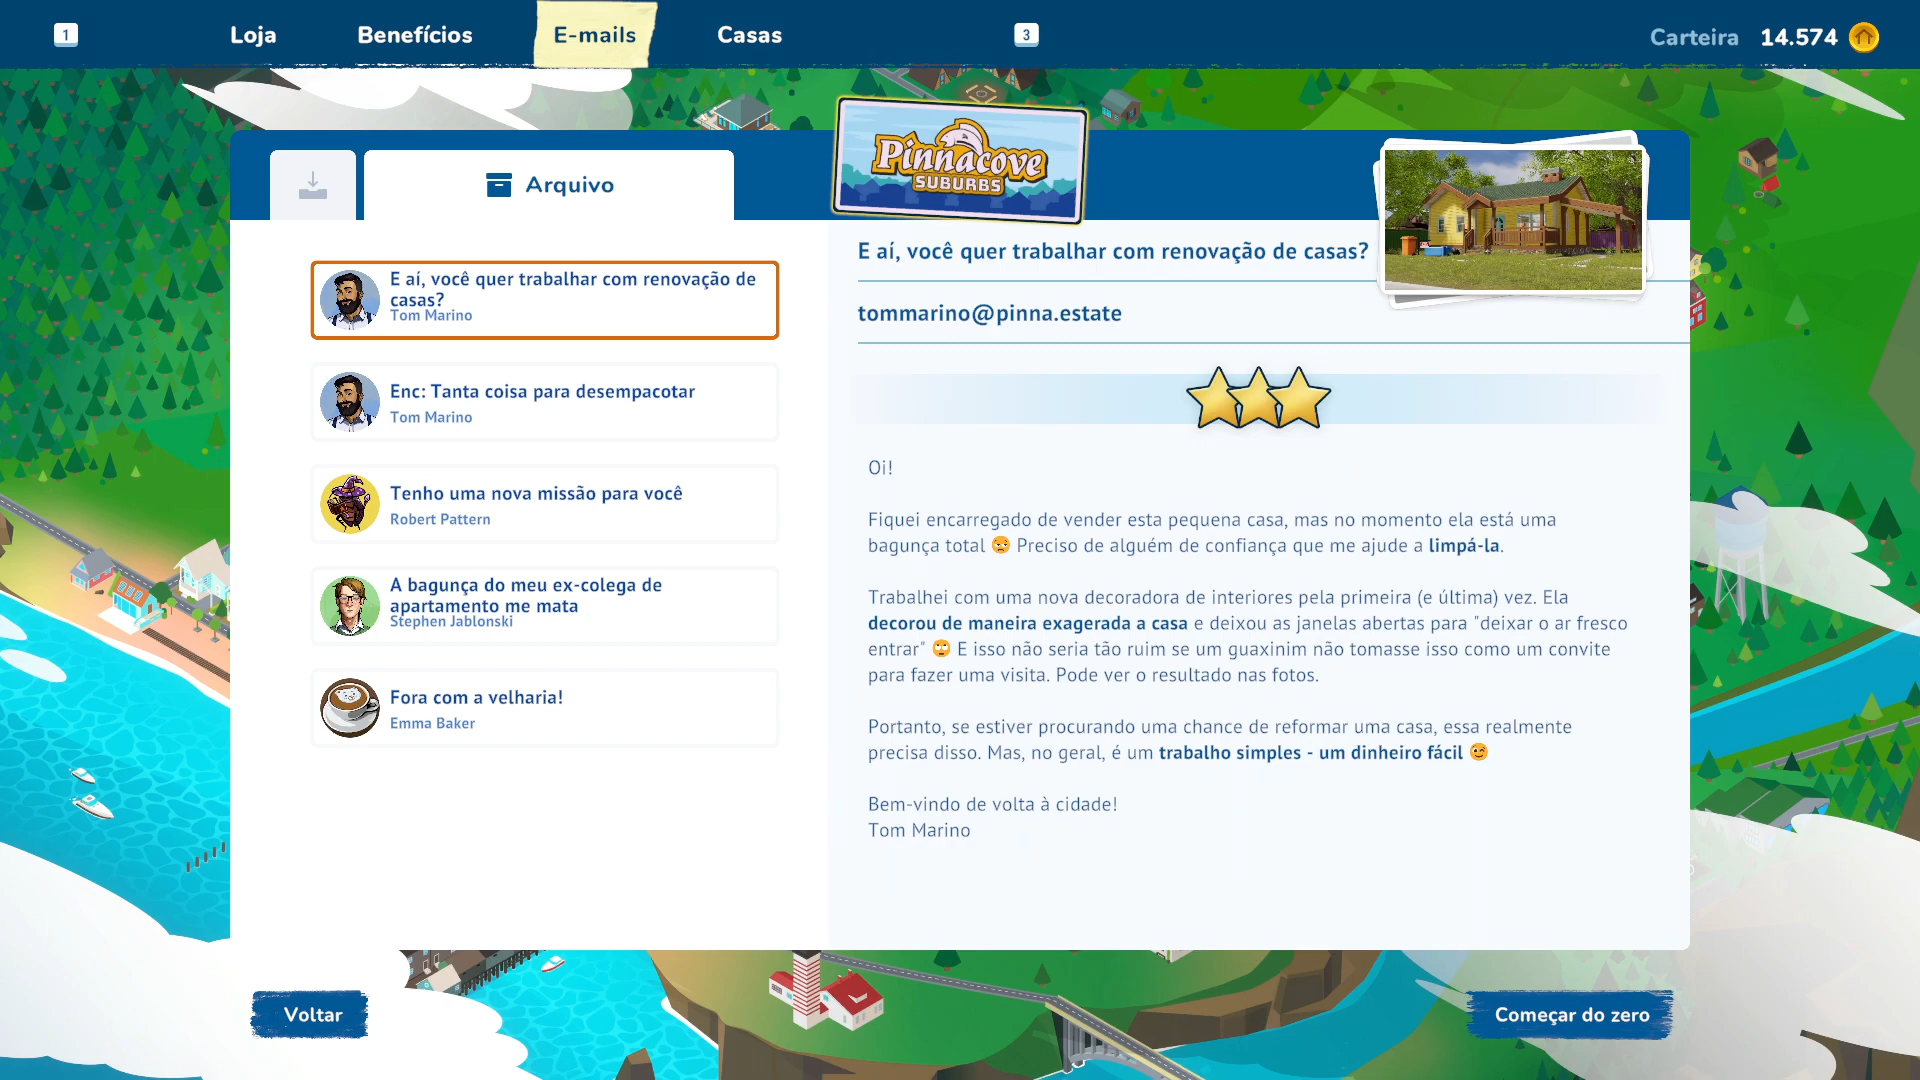 1
Loja
Benefícios
E-mails
Casas
3
Carteira 14.574
Arquivo
Pinnacove
SUBURBS
E aí, você quer trabalhar com renovação de
casas?
Tom Marino
Enc: Tanta coisa para desempacotar
Tom Marino
Tenho uma nova missão para você
Robert Pattern
A bagunça do meu ex-colega de
apartamento me mata
Stephen Jablonski
Fora com a velharia!
Emma Baker
E aí, você quer trabalhar com renovação de casas?
tommarino@pinna.estate
Oi!
Fiquei encarregado de vender esta pequena casa, mas no momento ela está uma
bagunça total 😒 Preciso de alguém de confiança que me ajude a limpá-la.
Trabalhei com uma nova decoradora de interiores pela primeira (e última) vez. Ela
decorou de maneira exagerada a casa e deixou as janelas abertas para "deixar o ar fresco
entrar" 🙄 E isso não seria tão ruim se um guaxinim não tomasse isso como um convite
para fazer uma visita. Pode ver o resultado nas fotos.
Portanto, se estiver procurando uma chance de reformar uma casa, essa realmente
precisa disso. Mas, no geral, é um trabalho simples - um dinheiro fácil 😉
Bem-vindo de volta à cidade!
Tom Marino
Voltar
Começar do zero